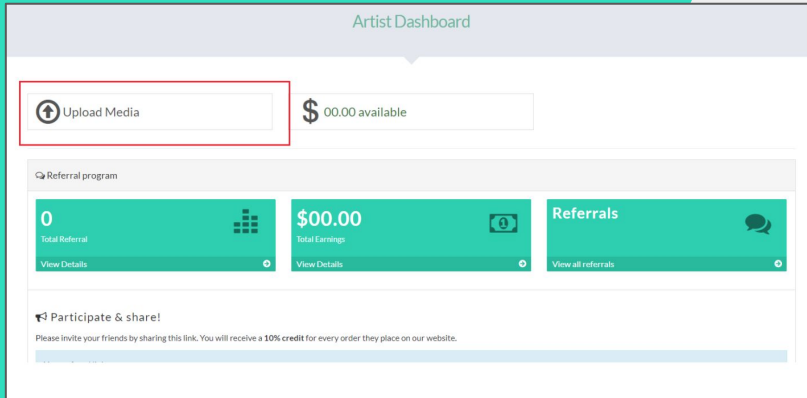 Artist Dashboard
Upload Media
$ 00.00 available
Referral program
0
Total Referral
View Details
$00.00
Total Earnings
View Details
Referrals
View all referrals
Participate & share!
Please invite your friends by sharing this link. You will receive a 10% credit for every order they place on our website.